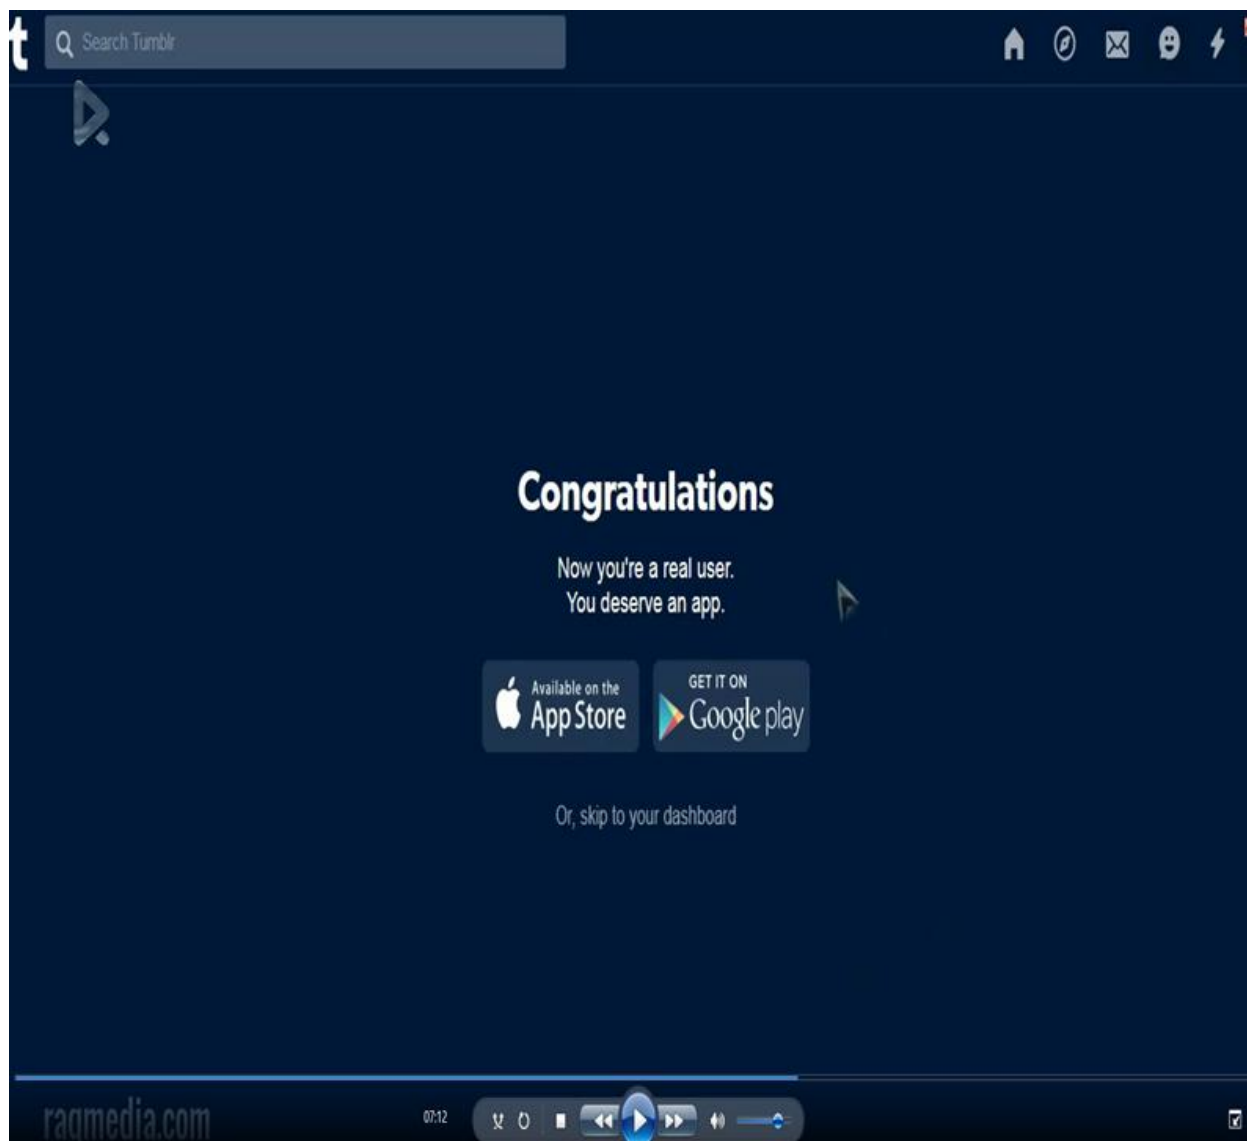 t
Search Tumblr
Congratulations
Now you're a real user.
You deserve an app.
Available on the
App Store
GET IT ON
Google play
Or, skip to your dashboard
raqmedia.com
07:12